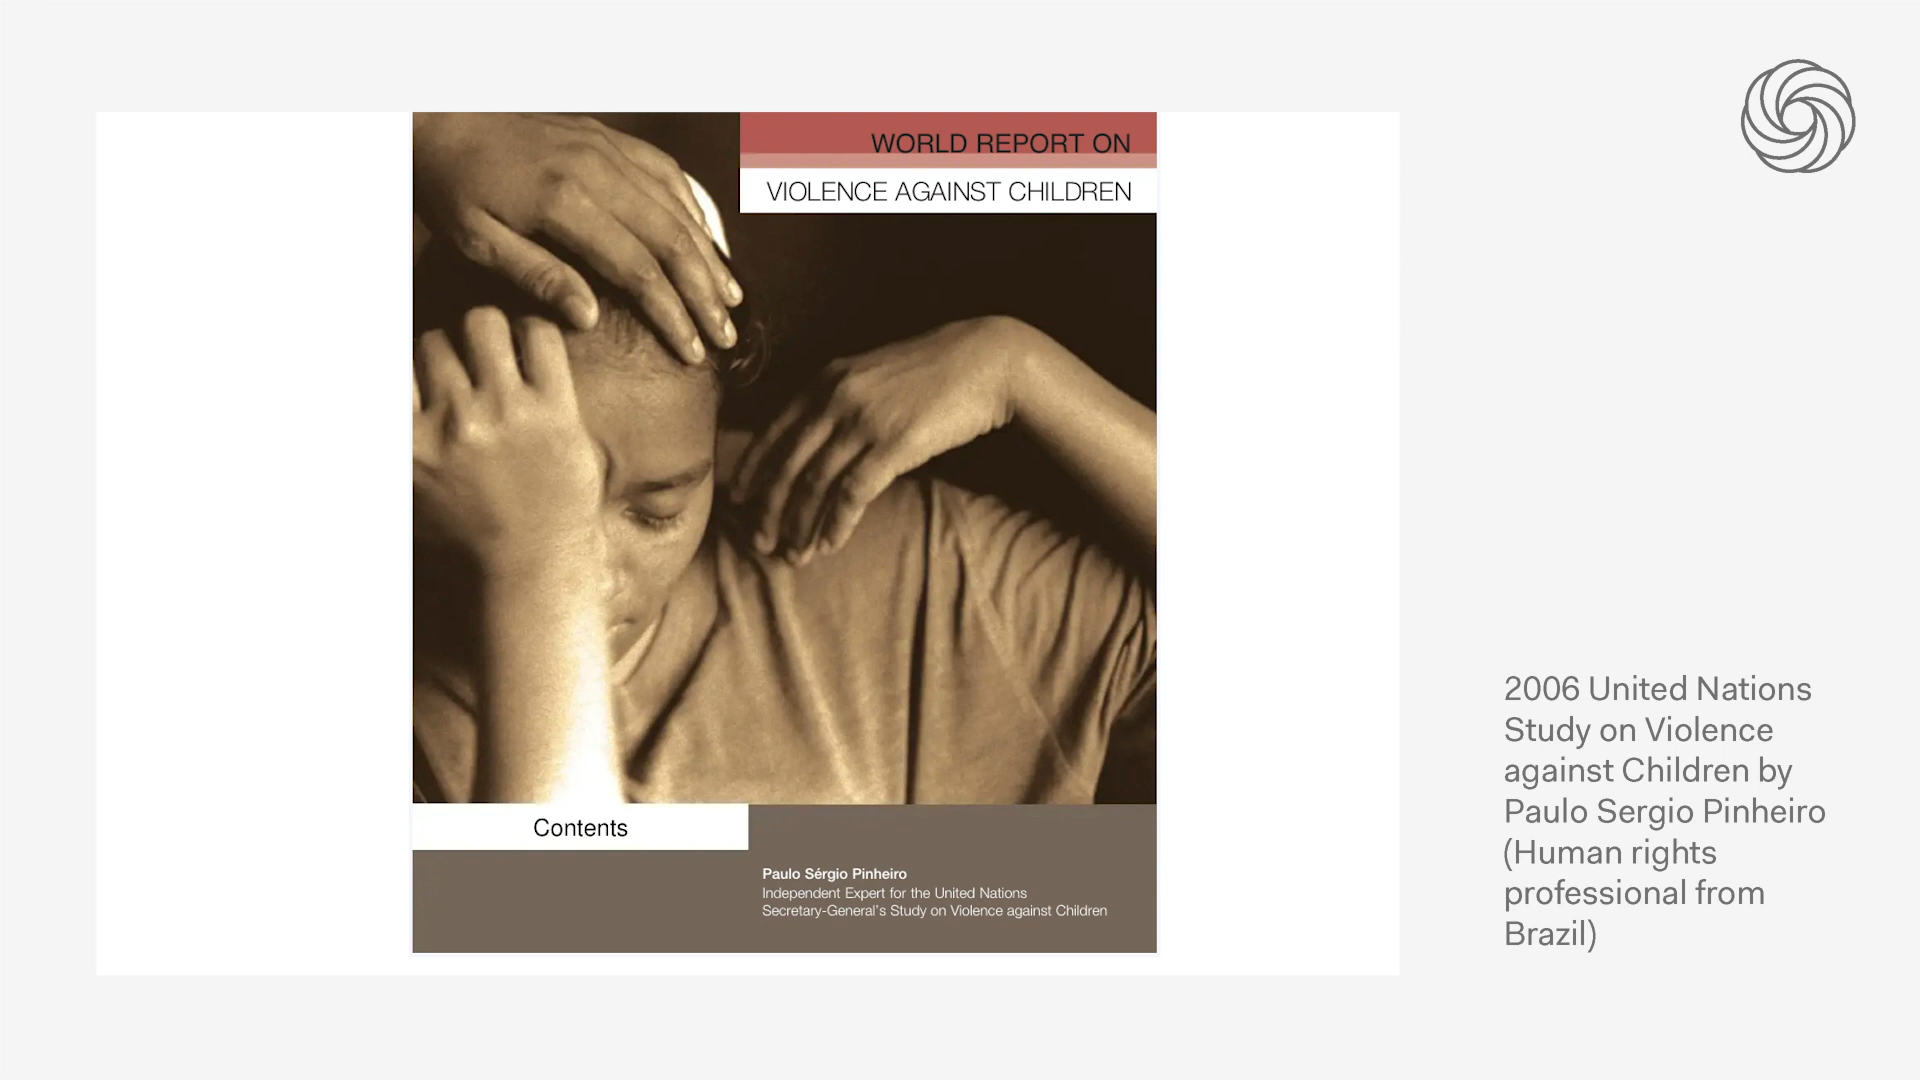 WORLD REPORT ON
VIOLENCE AGAINST CHILDREN
Contents
Paulo Sérgio Pinheiro
Independent Expert for the United Nations
Secretary-General's Study on Violence against Children
2006 United Nations
Study on Violence
against Children by
Paulo Sergio Pinheiro
(Human rights
professional from
Brazil)